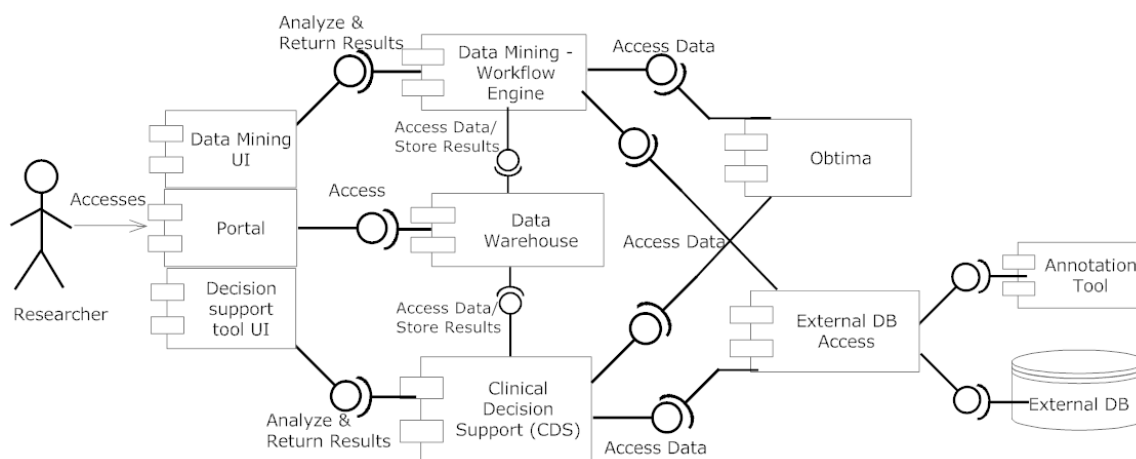 Analyze &
Return Results
Data Mining -
Workflow
Engine
Access Data
Data Mining
UI
Access Data/
Store Results
Obtima
Accesses
Portal
Access
Data
Warehouse
Access Data
Annotation
Tool
Researcher
Decision
support
tool UI
Access Data/
Store Results
External DB
Access
Clinical
Decision
Support (CDS)
External DB
Analyze &
Return Results
Access Data